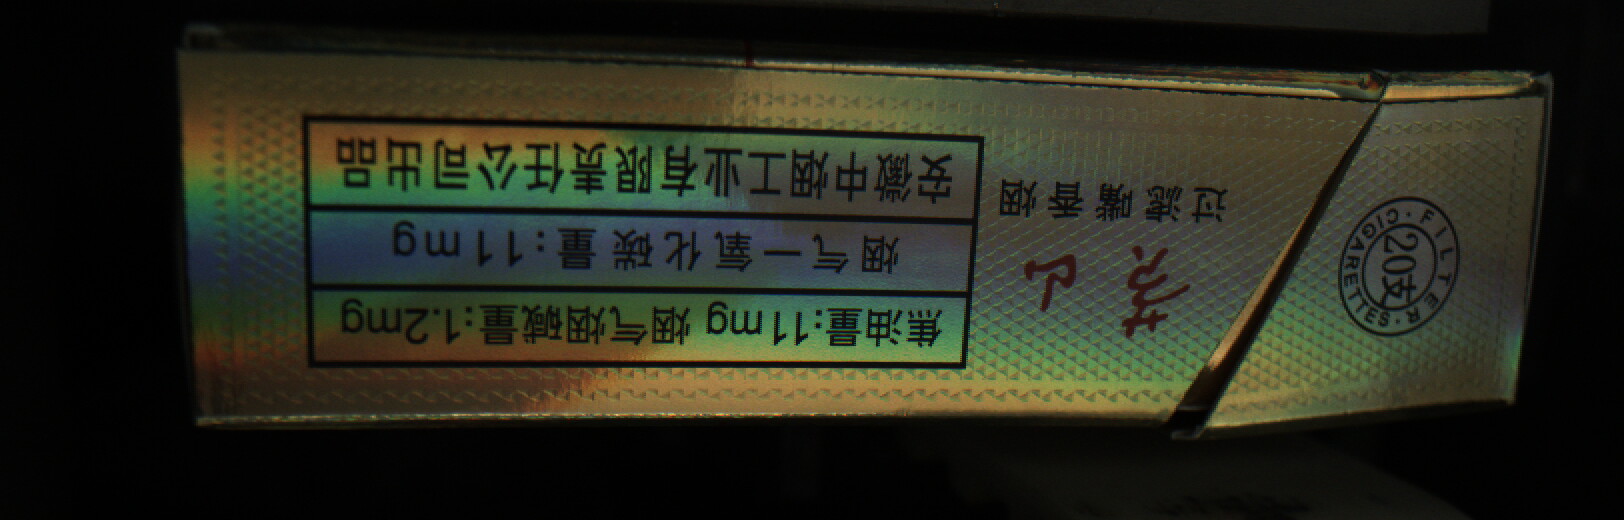 FILTER · CIGARETTES ·
20支
黄山
过滤嘴香烟
焦油量:11mg 烟气烟碱量:1.2mg
烟气一氧化碳量:11mg
安徽中烟工业有限责任公司出品